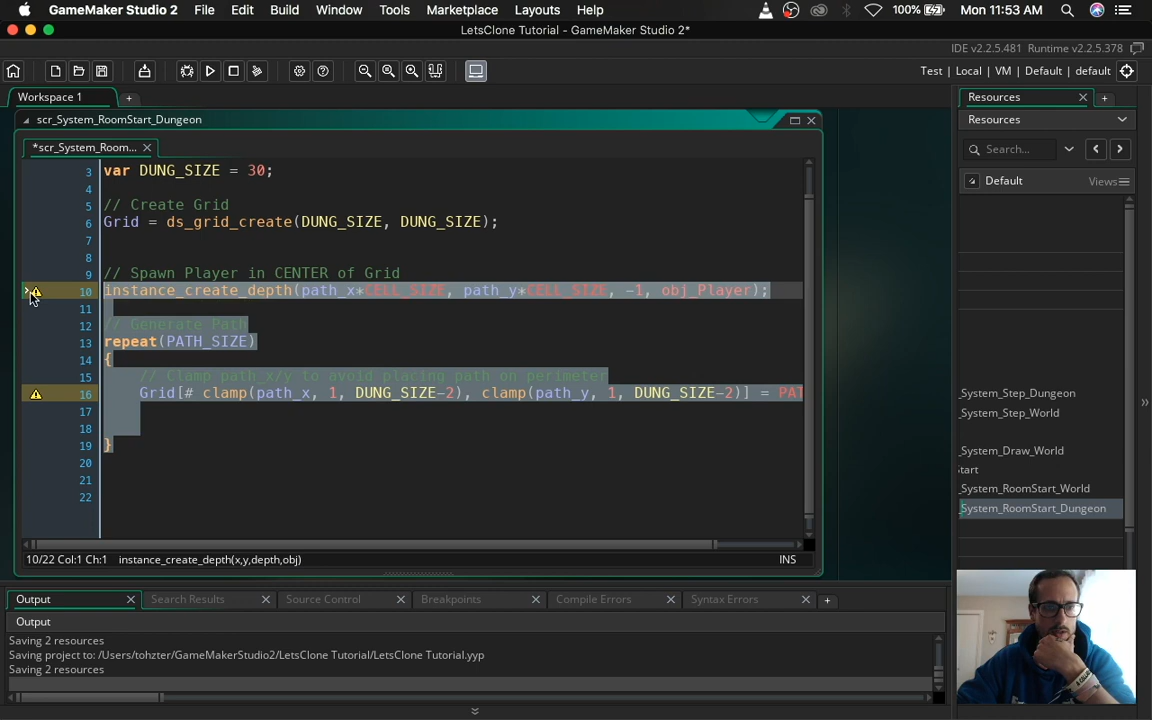 GameMaker Studio 2 File Edit Build Window Tools Marketplace Layouts Help 100% Mon 11:53 AM
LetsClone Tutorial - GameMaker Studio 2*
IDE v2.2.5.481 Runtime v2.2.5.378
Test | Local | VM | Default | default
Workspace 1 +
Resources +
scr_System_RoomStart_Dungeon
Resources
*scr_System_Room...
Search...
3 var DUNG_SIZE = 30;
Default Views
4
5 // Create Grid
6 Grid = ds_grid_create(DUNG_SIZE, DUNG_SIZE);
7
8
9 // Spawn Player in CENTER of Grid
10 instance_create_depth(path_x*CELL_SIZE, path_y*CELL_SIZE, -1, obj_Player);
11
12 // Generate Path
13 repeat(PATH_SIZE)
14 {
15 // Clamp path_x/y to avoid placing path on perimeter
16 Grid[# clamp(path_x, 1, DUNG_SIZE-2), clamp(path_y, 1, DUNG_SIZE-2)] = PAT
17
18
19 }
20
21
22
_System_Step_Dungeon
_System_Step_World
_System_Draw_World
start
_System_RoomStart_World
_System_RoomStart_Dungeon
10/22 Col:1 Ch:1 instance_create_depth(x,y,depth,obj) INS
Output Search Results Source Control Breakpoints Compile Errors Syntax Errors +
Output
Saving 2 resources
Saving project to: /Users/tohzter/GameMakerStudio2/LetsClone Tutorial/LetsClone Tutorial.yyp
Saving 2 resources